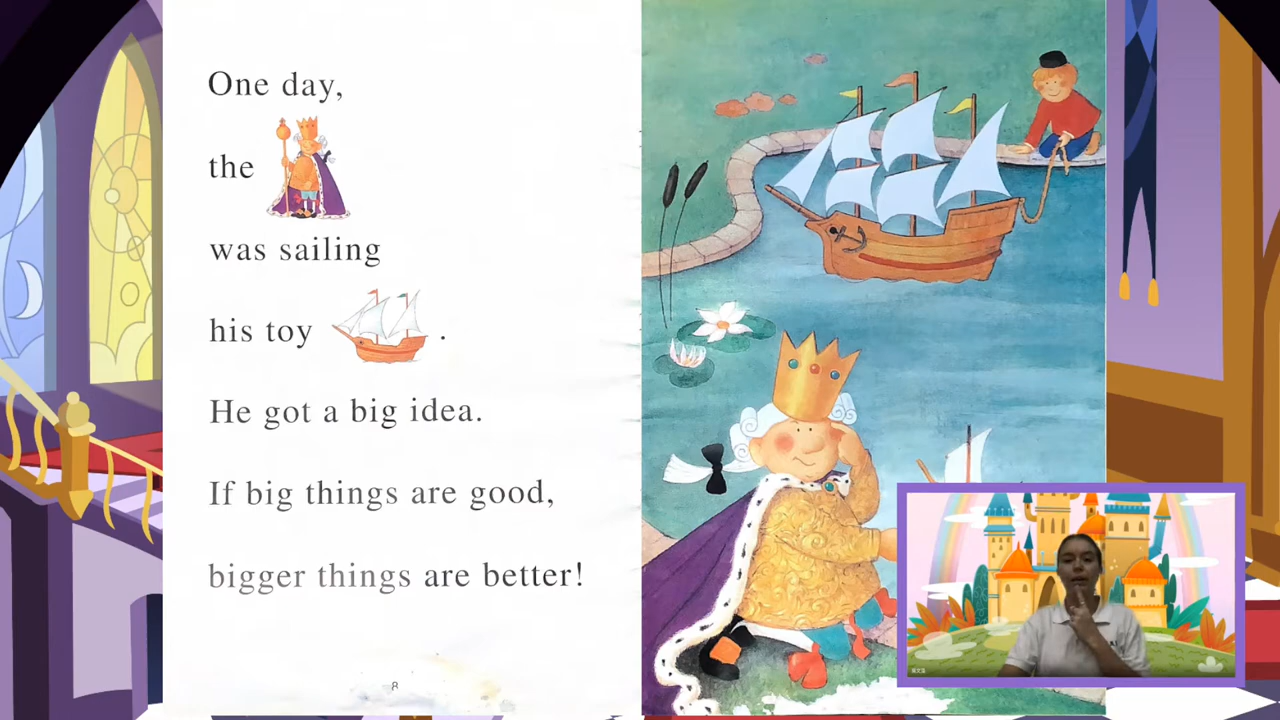 One day,
the
was sailing
his toy .
He got a big idea.
If big things are good,
bigger things are better!
8